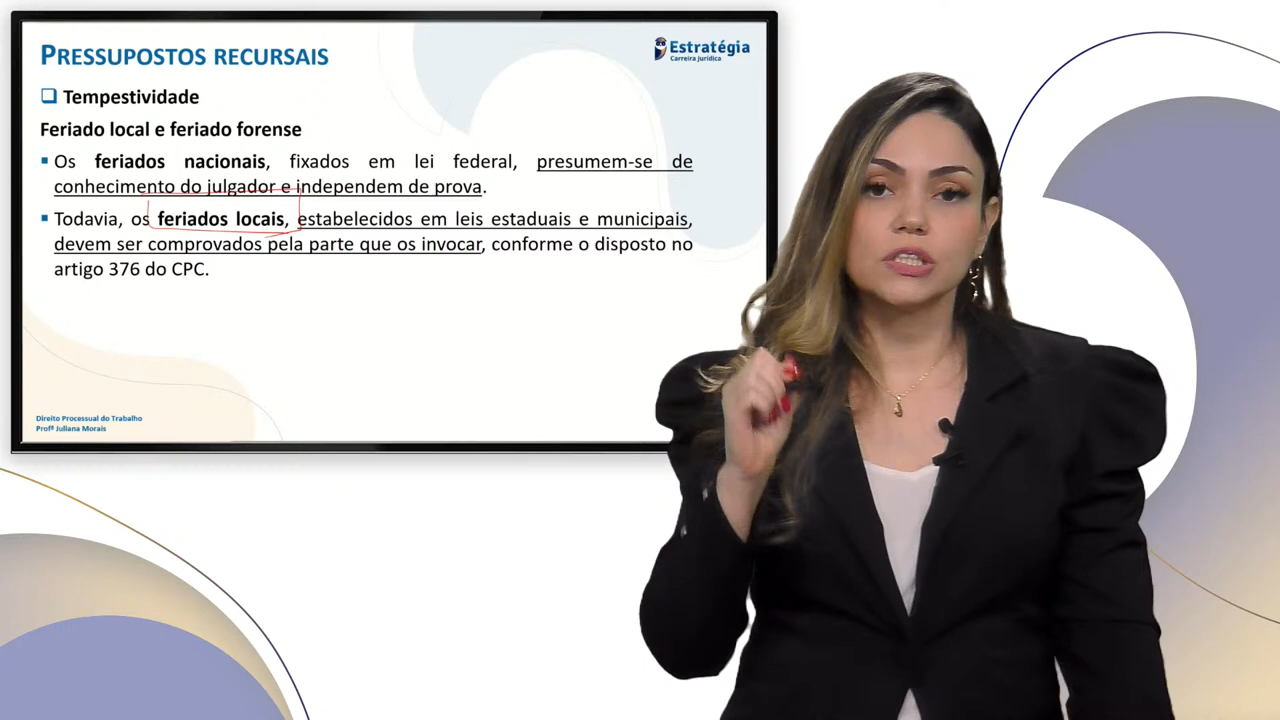 PRESSUPOSTOS RECURSAIS
Estratégia
Carreira Jurídica
Tempestividade
Feriado local e feriado forense
Os feriados nacionais, fixados em lei federal, presumem-se de
conhecimento do julgador e independem de prova.
Todavia, os feriados locais, estabelecidos em leis estaduais e municipais,
devem ser comprovados pela parte que os invocar, conforme o disposto no
artigo 376 do CPC.
Direito Processual do Trabalho
Profª Juliana Morais